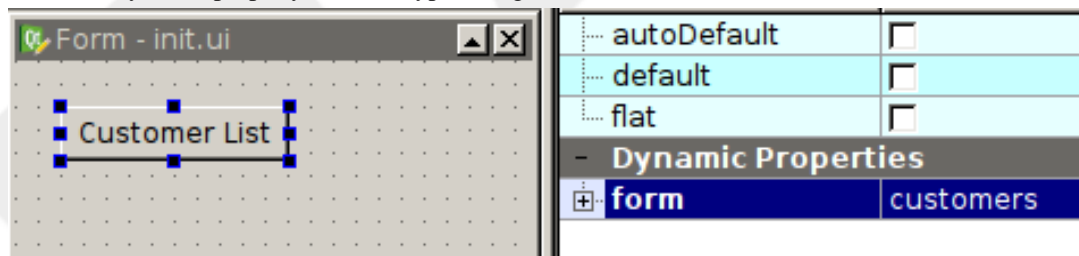 Form - init.ui
Customer List
autoDefault
default
flat
- Dynamic Properties
form customers